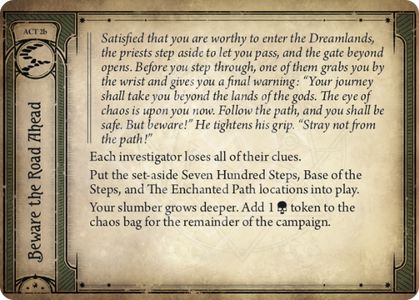 ACT 2b
Beware the Road Ahead
Satisfied that you are worthy to enter the Dreamlands,
the priests step aside to let you pass, and the gate beyond
opens. Before you step through, one of them grabs you by
the wrist and gives you a final warning: “Your journey
shall take you beyond the lands of the gods. The eye of
chaos is upon you now. Follow the path, and you shall be
safe. But beware!” He tightens his grip. “Stray not from
the path!”
Each investigator loses all of their clues.
Put the set-aside Seven Hundred Steps, Base of the
Steps, and The Enchanted Path locations into play.
Your slumber grows deeper. Add 1 token to the
chaos bag for the remainder of the campaign.